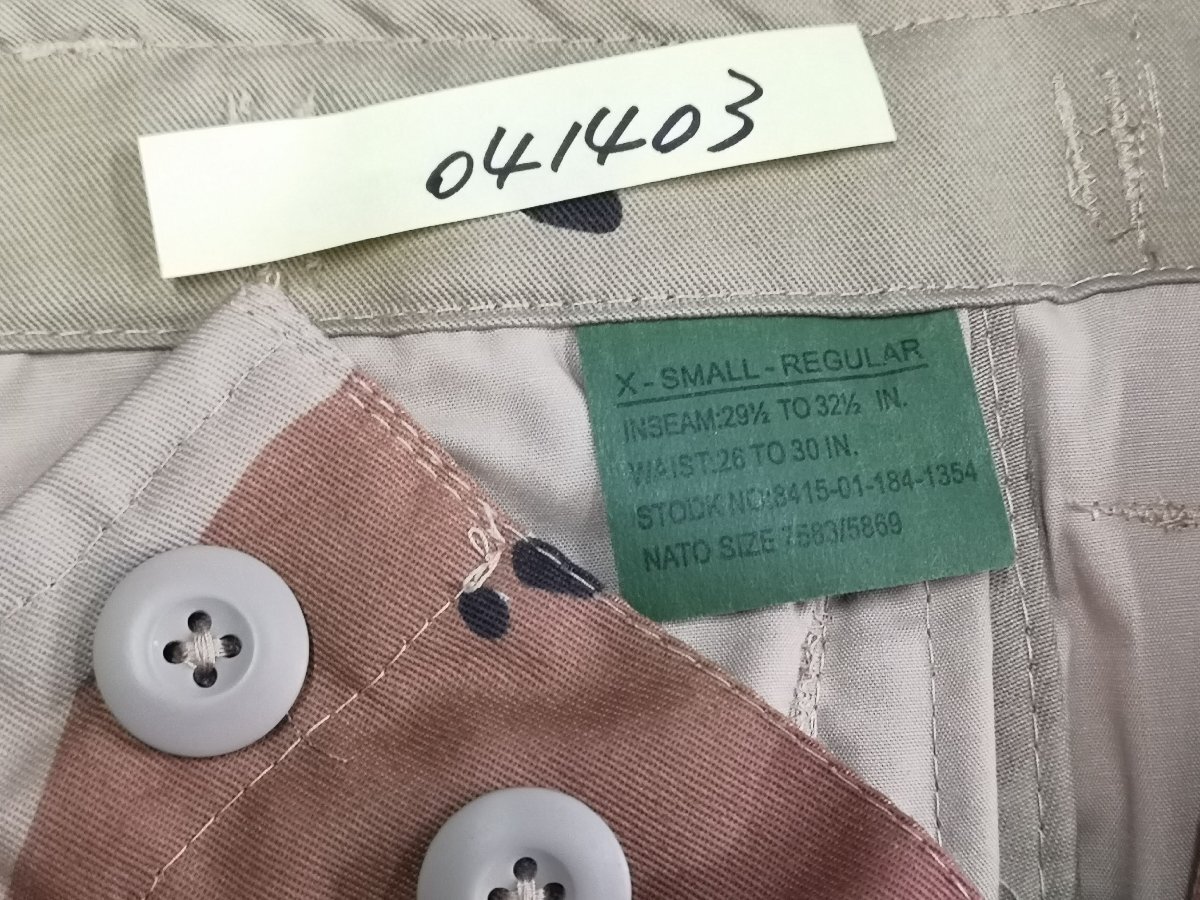 041403
X-SMALL-REGULAR
INSEAM:29½ TO 32½ IN.
WAIST:26 TO 30 IN.
STODK NO:8415-01-184-1354
NATO SIZE 7583/5869